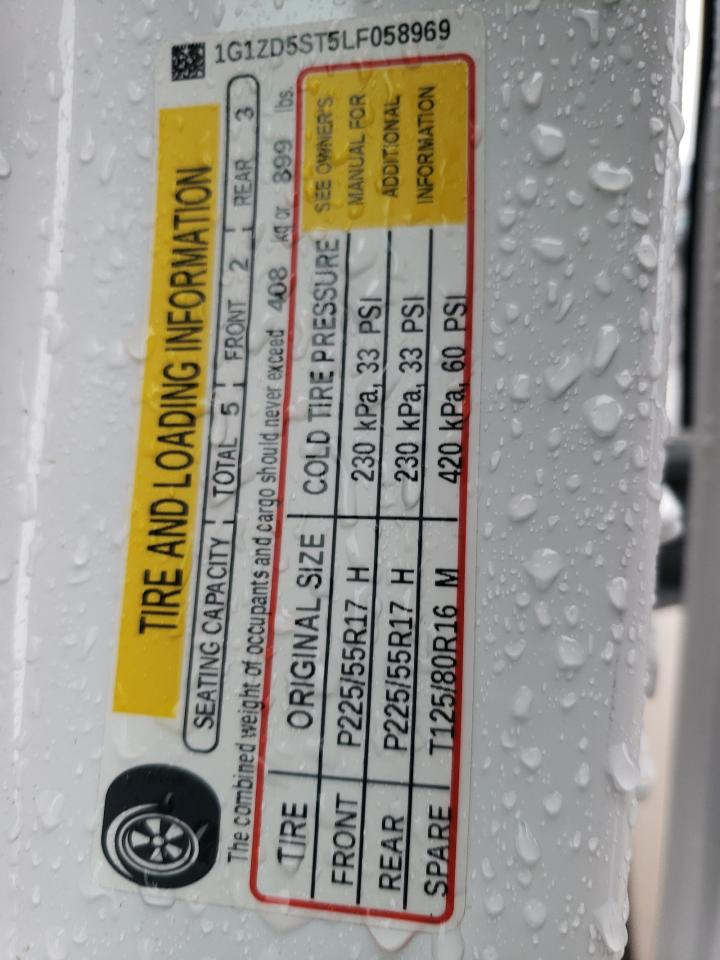 1G1ZD5ST5LF058969
TIRE AND LOADING INFORMATION
SEATING CAPACITY TOTAL 5 FRONT 2 REAR 3
The combined weight of occupants and cargo should never exceed 408 kg or 899 lbs.
TIRE ORIGINAL SIZE COLD TIRE PRESSURE SEE OWNER'S
FRONT P225/55R17 H 230 kPa, 33 PSI MANUAL FOR
REAR P225/55R17 H 230 kPa, 33 PSI ADDITIONAL
SPARE T125/80R16 M 420 kPa, 60 PSI INFORMATION